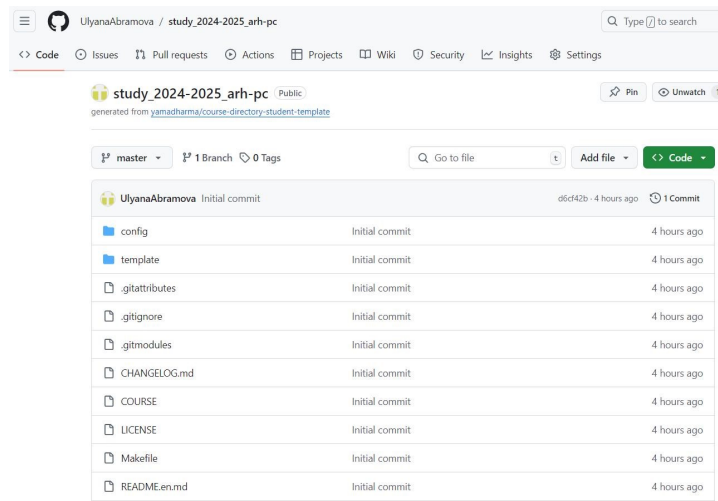 UlyanaAbramova / study_2024-2025_arh-pc
Type / to search
Code Issues Pull requests Actions Projects Wiki Security Insights Settings
study_2024-2025_arh-pc Public
Pin Unwatch
generated from yamadharma/course-directory-student-template
master 1 Branch 0 Tags Go to file t Add file Code
UlyanaAbramova Initial commit d6cf42b · 4 hours ago 1 Commit
config Initial commit 4 hours ago
template Initial commit 4 hours ago
.gitattributes Initial commit 4 hours ago
.gitignore Initial commit 4 hours ago
.gitmodules Initial commit 4 hours ago
CHANGELOG.md Initial commit 4 hours ago
COURSE Initial commit 4 hours ago
LICENSE Initial commit 4 hours ago
Makefile Initial commit 4 hours ago
README.en.md Initial commit 4 hours ago